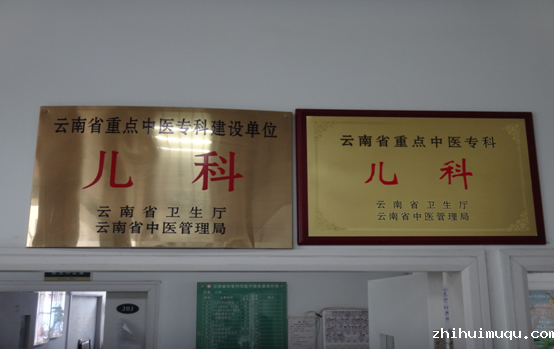 云南省重点中医专科建设单位
儿科
云南省卫生厅
云南省中医管理局
云南省重点中医专科
儿科
云南省卫生厅
云南省中医管理局
203
zhihuimuqu.com